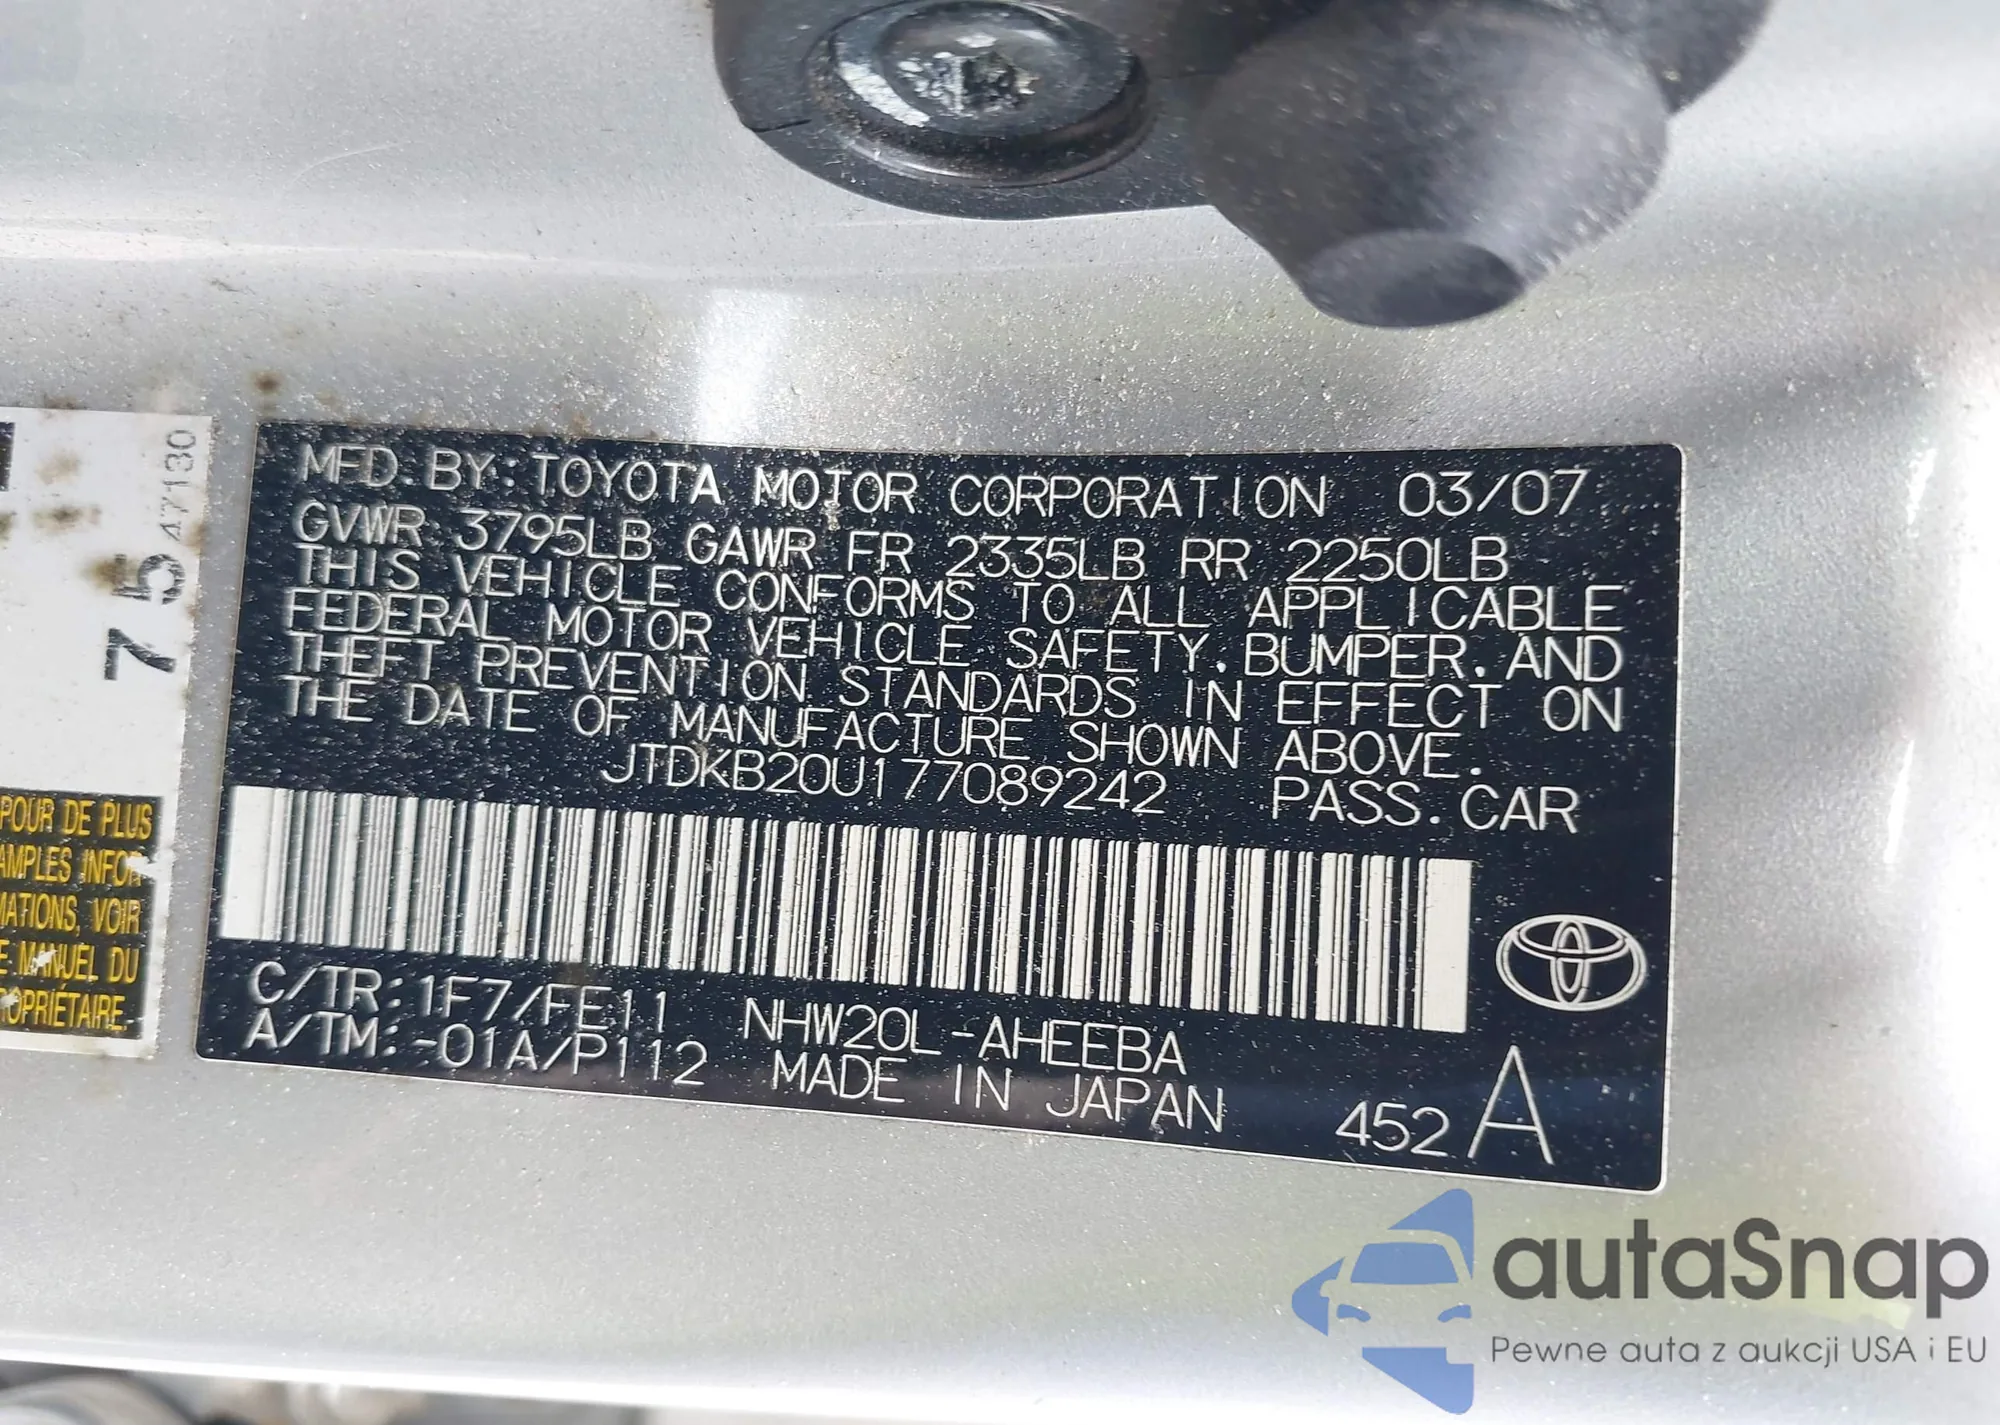 MFD. BY: TOYOTA MOTOR CORPORATION 03/07
GVWR 3795LB GAWR FR 2335LB RR 2250LB
THIS VEHICLE CONFORMS TO ALL APPLICABLE
FEDERAL MOTOR VEHICLE SAFETY, BUMPER, AND
THEFT PREVENTION STANDARDS IN EFFECT ON
THE DATE OF MANUFACTURE SHOWN ABOVE.
JTDKB20U177089242 PASS. CAR
C/TR: 1F7/FE11 NHW20L-AHEEBA
A/TM: -01A/P112 MADE IN JAPAN 452 A
75 47130
POUR DE PLUS
AMPLES INFOR
MATIONS, VOIR
MANUEL DU
autaSnap
Pewne auta z aukcji USA i EU